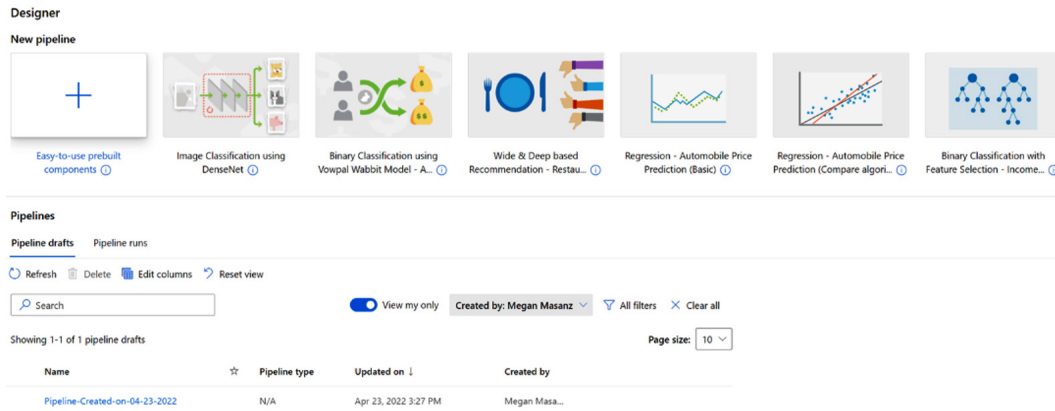 Designer
New pipeline
Easy-to-use prebuilt
components
Image Classification using
DenseNet
Binary Classification using
Vowpal Wabbit Model - A...
Wide & Deep based
Recommendation - Restau...
Regression - Automobile Price
Prediction (Basic)
Regression - Automobile Price
Prediction (Compare algori...
Binary Classification with
Feature Selection - Income...
Pipelines
Pipeline drafts Pipeline runs
Refresh Delete Edit columns Reset view
Search View my only Created by: Megan Masanz All filters Clear all
Showing 1-1 of 1 pipeline drafts Page size: 10
Name Pipeline type Updated on ↓ Created by
Pipeline-Created-on-04-23-2022 N/A Apr 23, 2022 3:27 PM Megan Masa...